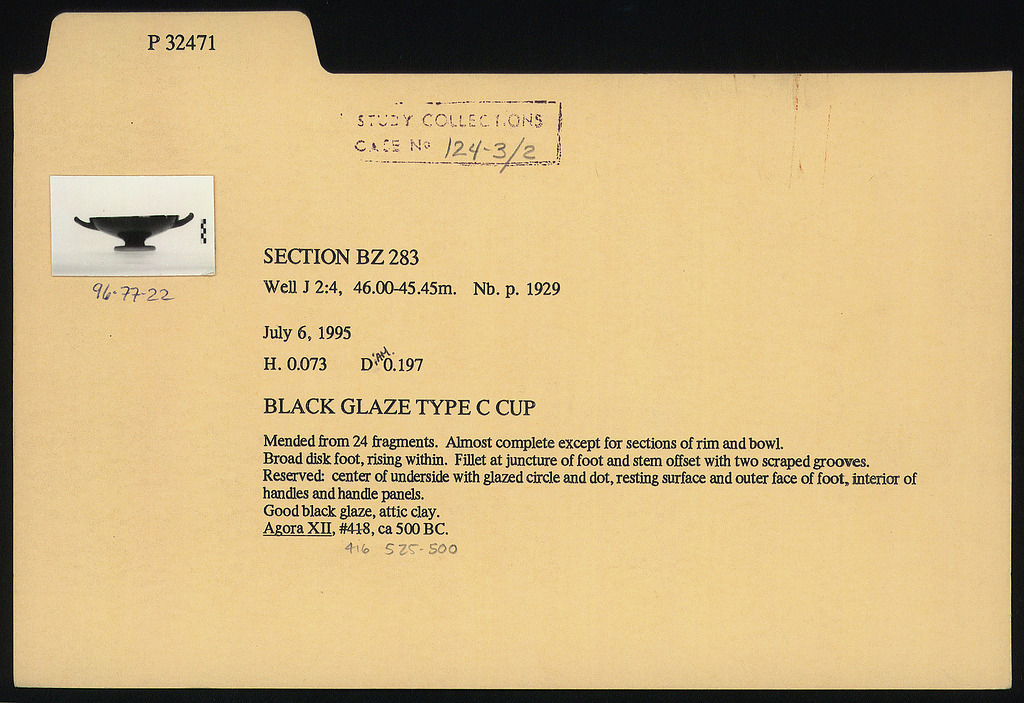 P 32471
STUDY COLLECTIONS
CASE No 124-3/2
96-77-22
SECTION BZ 283
Well J 2:4, 46.00-45.45m. Nb. p. 1929
July 6, 1995
H. 0.073 Diam. 0.197
BLACK GLAZE TYPE C CUP
Mended from 24 fragments. Almost complete except for sections of rim and bowl.
Broad disk foot, rising within. Fillet at juncture of foot and stem offset with two scraped grooves.
Reserved: center of underside with glazed circle and dot, resting surface and outer face of foot, interior of
handles and handle panels.
Good black glaze, attic clay.
Agora XII, #418, ca 500 BC.
416 525-500